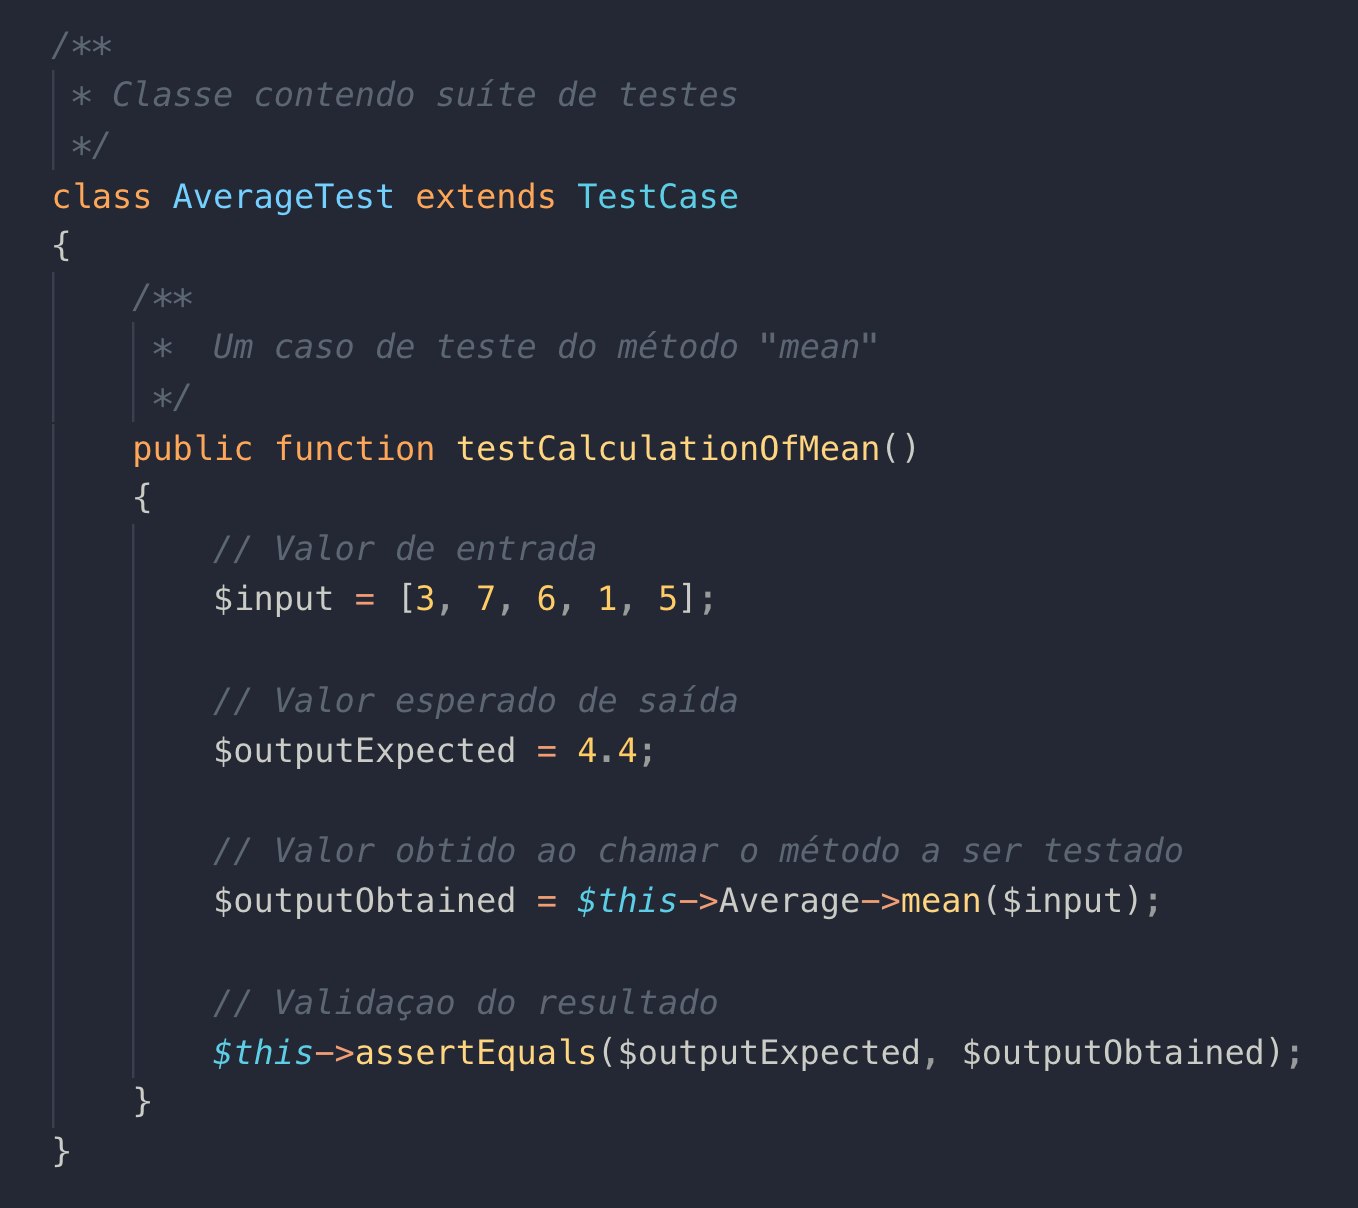 /**
 * Classe contendo suíte de testes
 */
class AverageTest extends TestCase
{
    /**
     *  Um caso de teste do método "mean"
     */
    public function testCalculationOfMean()
    {
        // Valor de entrada
        $input = [3, 7, 6, 1, 5];
        // Valor esperado de saída
        $outputExpected = 4.4;
        // Valor obtido ao chamar o método a ser testado
        $outputObtained = $this->Average->mean($input);
        // Validaçao do resultado
        $this->assertEquals($outputExpected, $outputObtained);
    }
}